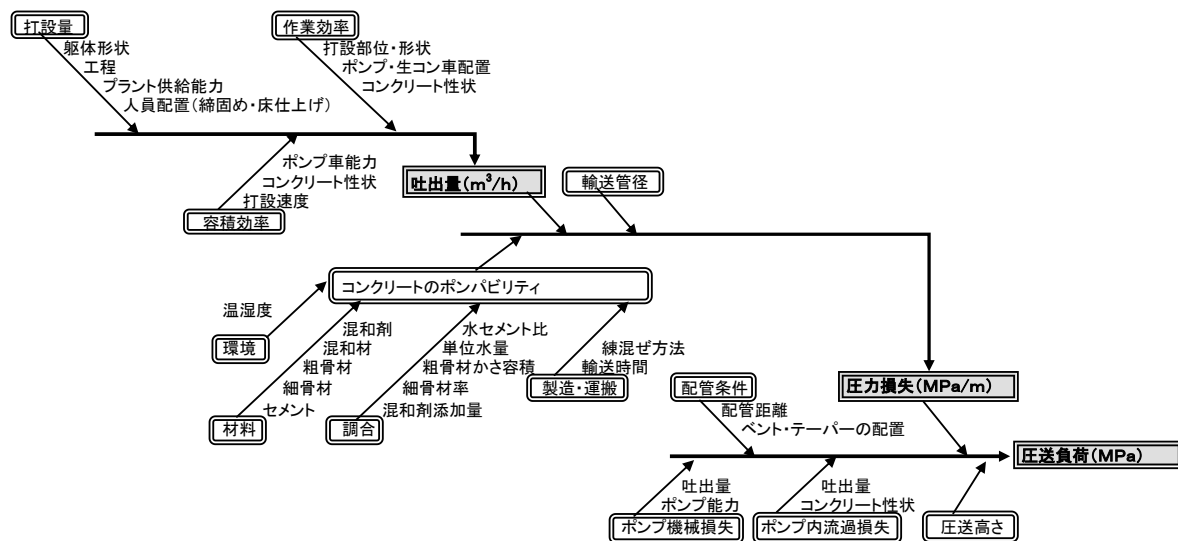 打設量
躯体形状
工程
プラント供給能力
人員配置(締固め・床仕上げ)
作業効率
打設部位・形状
ポンプ・生コン車配置
コンクリート性状
ポンプ車能力
コンクリート性状
打設速度
容積効率
吐出量(m³/h)
輸送管径
コンクリートのポンパビリティ
温湿度
環境
混和剤
混和材
粗骨材
細骨材
セメント
材料
水セメント比
単位水量
粗骨材かさ容積
細骨材率
混和剤添加量
調合
練混ぜ方法
輸送時間
製造・運搬
配管条件
配管距離
ベント・テーパーの配置
圧力損失(MPa/m)
圧送負荷(MPa)
吐出量
ポンプ能力
ポンプ機械損失
吐出量
コンクリート性状
ポンプ内流過損失
圧送高さ